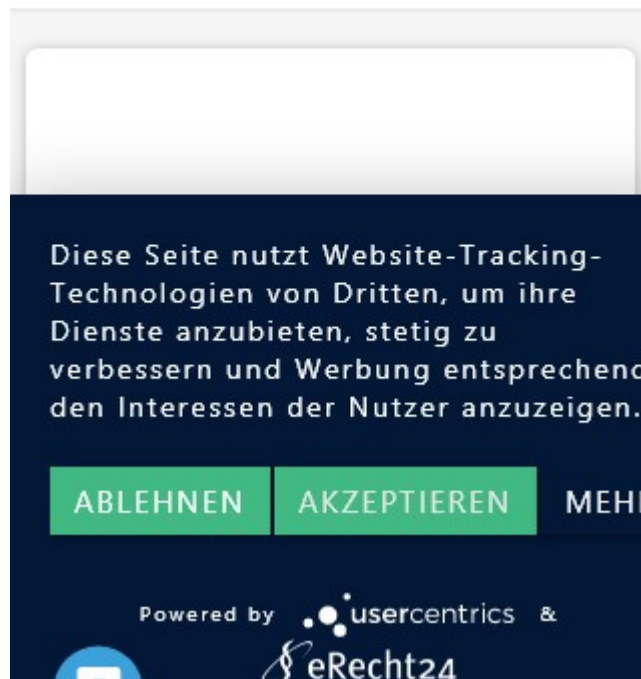 Diese Seite nutzt Website-Tracking-
Technologien von Dritten, um ihre
Dienste anzubieten, stetig zu
verbessern und Werbung entsprechend
den Interessen der Nutzer anzuzeigen.
ABLEHNEN AKZEPTIEREN MEH
Powered by usercentrics &
eRecht24